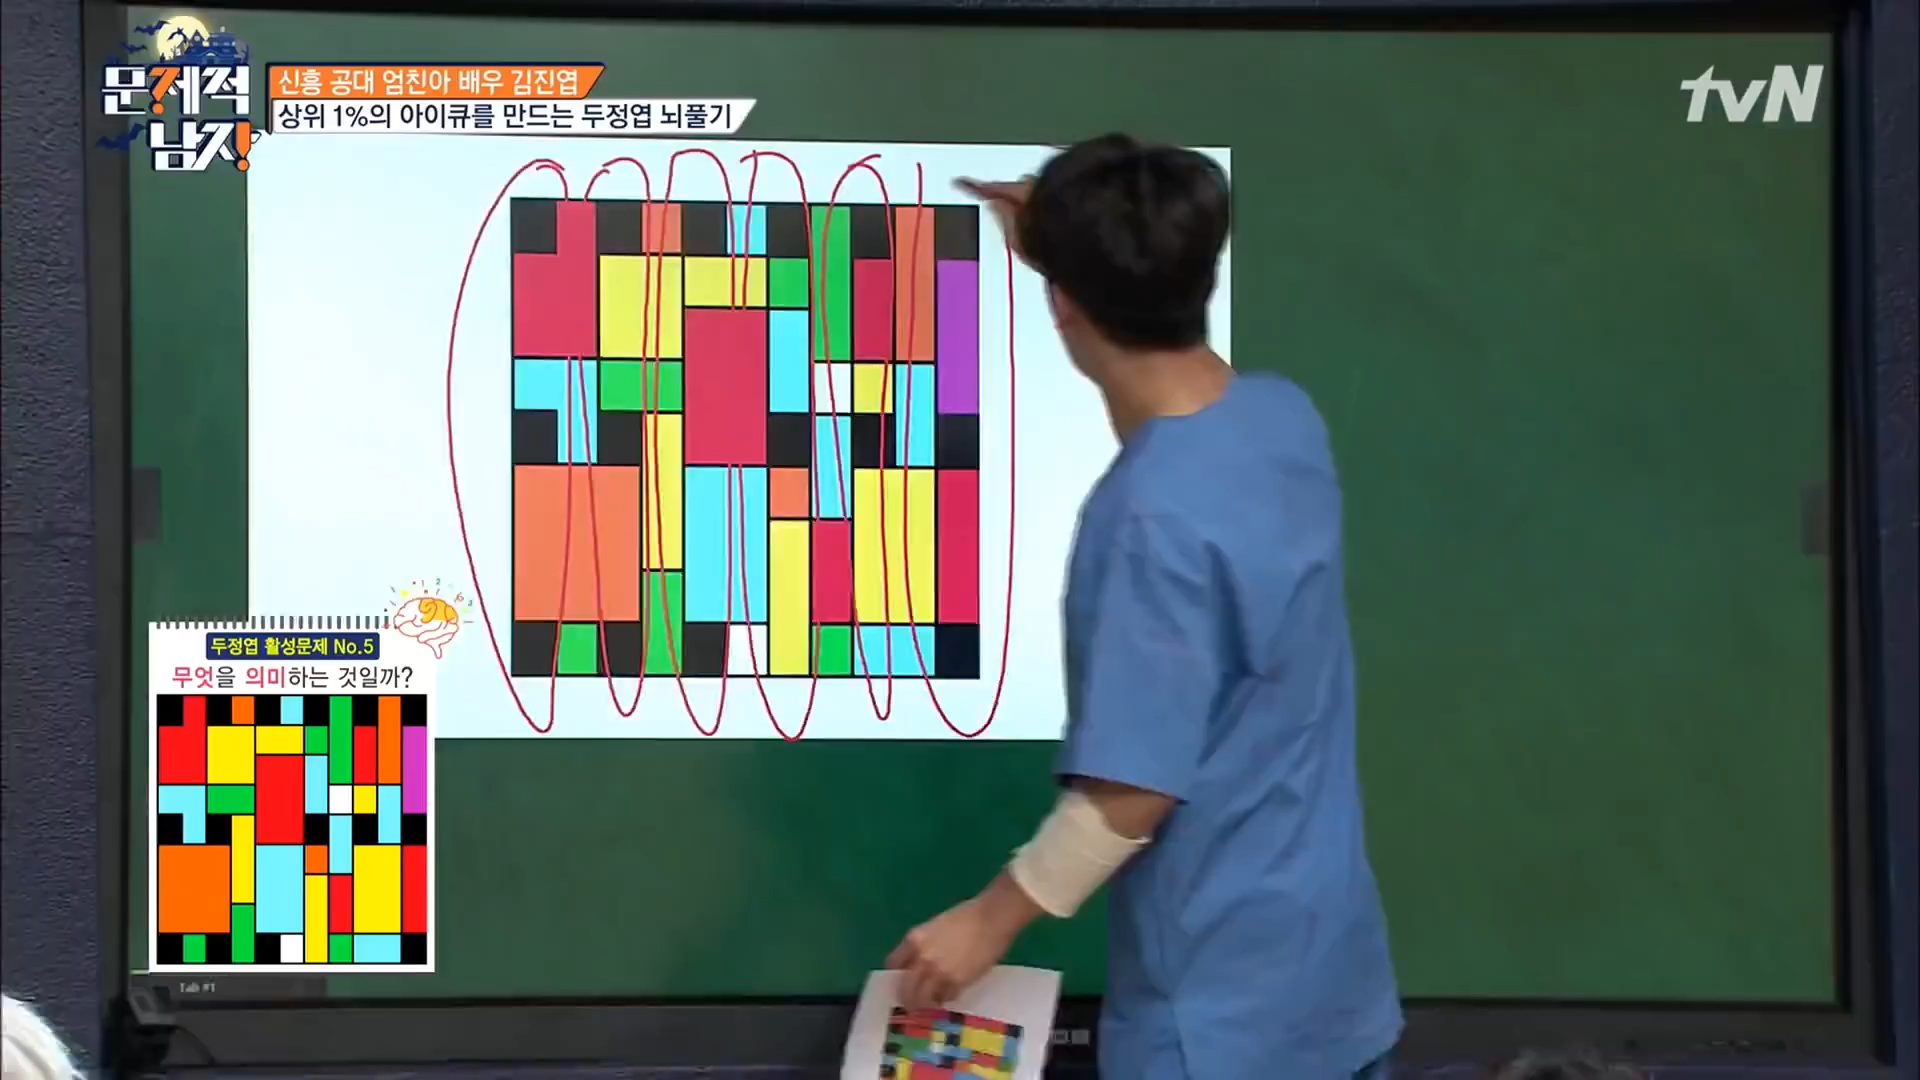 문제적
남자
신흥 공대 엄친아 배우 김진엽
상위 1%의 아이큐를 만드는 두정엽 뇌풀기
tvN
두정엽 활성문제 No.5
무엇을 의미하는 것일까?
Tab #1